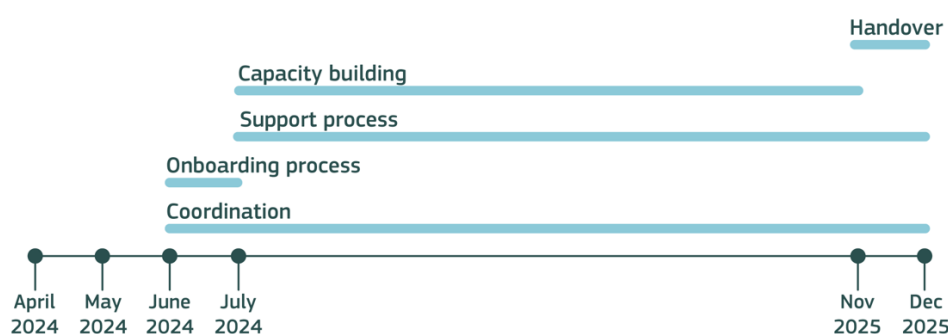 Handover
Capacity building
Support process
Onboarding process
Coordination
April May June July Nov Dec
2024 2024 2024 2024 2025 2025